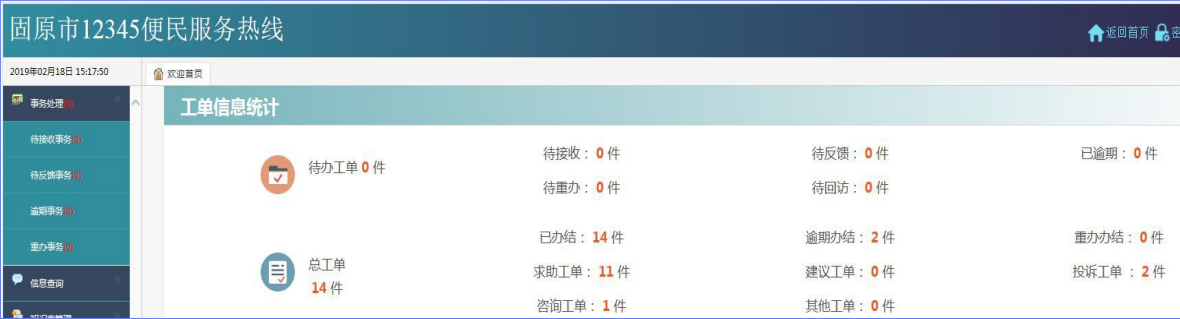 固原市12345便民服务热线
返回首页
2019年02月18日 15:17:50
欢迎首页
事务处理(0)
待接收事务(0)
待反馈事务(0)
逾期事务(0)
重办事务(0)
信息查询
工单信息统计
待办工单 0 件
待接收： 0 件
待反馈： 0 件
已逾期： 0 件
待重办： 0 件
待回访： 0 件
总工单
14 件
已办结： 14 件
逾期办结： 2 件
重办办结： 0 件
求助工单： 11 件
建议工单： 0 件
投诉工单 ： 2 件
咨询工单： 1 件
其他工单： 0 件